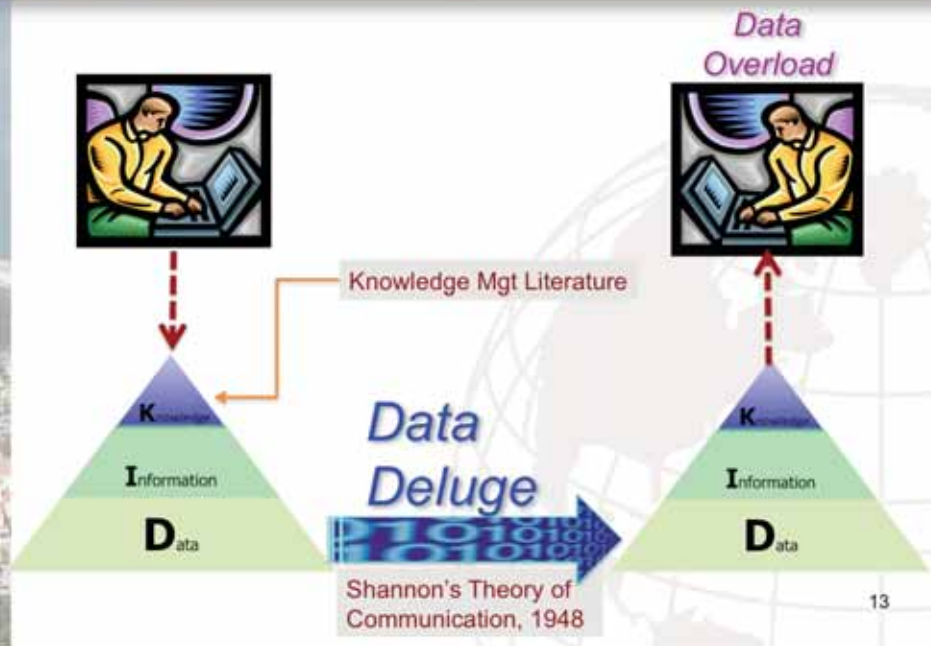 Data
Overload
Knowledge Mgt Literature
Knowledge
Information
Data
Data
Deluge
Shannon's Theory of
Communication, 1948
Knowledge
Information
Data
13